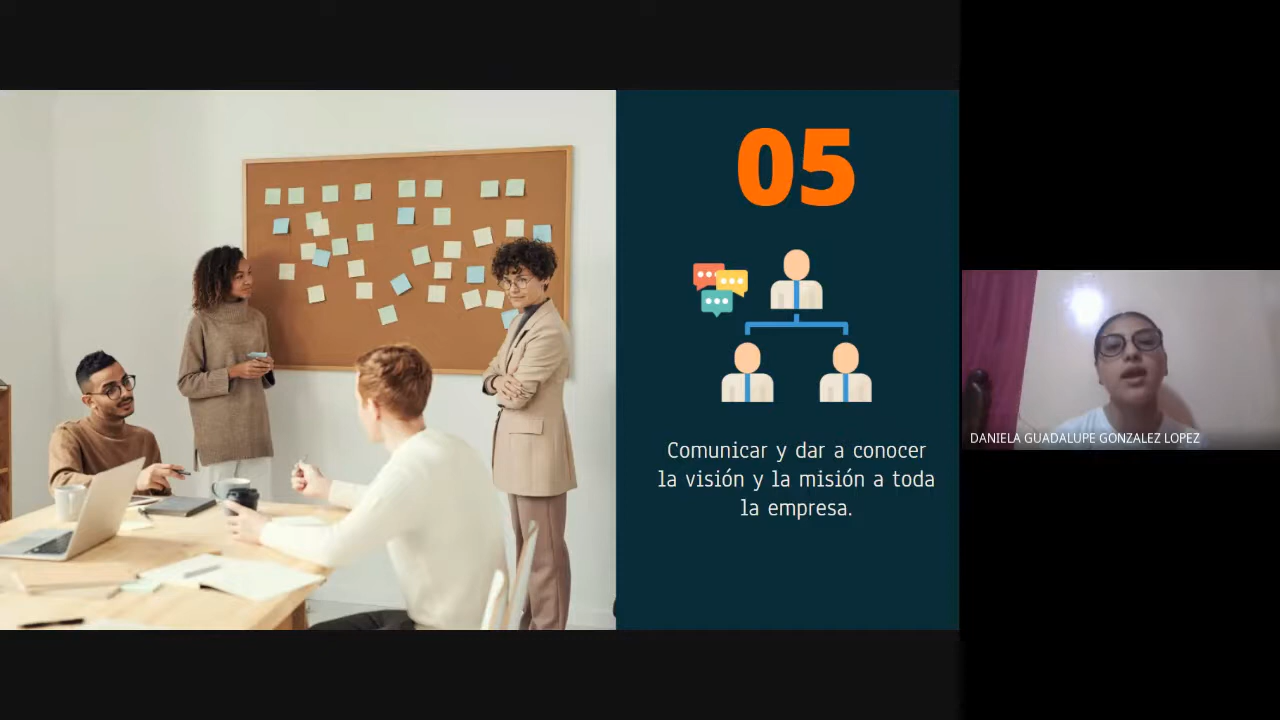 05
Comunicar y dar a conocer
la visión y la misión a toda
la empresa.
DANIELA GUADALUPE GONZALEZ LOPEZ